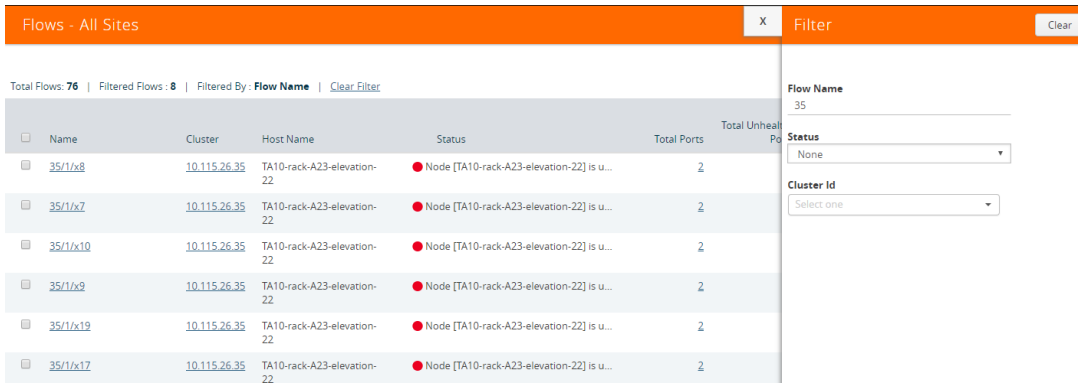 Flows - All Sites
X
Filter
Clear
Total Flows: 76 | Filtered Flows : 8 | Filtered By : Flow Name | Clear Filter
Name Cluster Host Name Status Total Ports Total
35/1/x8 10.115.26.35 TA10-rack-A23-elevation- Node [TA10-rack-A23-elevation-22] is u... 2
22
35/1/x7 10.115.26.35 TA10-rack-A23-elevation- Node [TA10-rack-A23-elevation-22] is u... 2
22
35/1/x10 10.115.26.35 TA10-rack-A23-elevation- Node [TA10-rack-A23-elevation-22] is u... 2
22
35/1/x9 10.115.26.35 TA10-rack-A23-elevation- Node [TA10-rack-A23-elevation-22] is u... 2
22
35/1/x19 10.115.26.35 TA10-rack-A23-elevation- Node [TA10-rack-A23-elevation-22] is u... 2
22
35/1/x17 10.115.26.35 TA10-rack-A23-elevation- Node [TA10-rack-A23-elevation-22] is u... 2
22
Flow Name
35
Status
None
Cluster Id
Select one